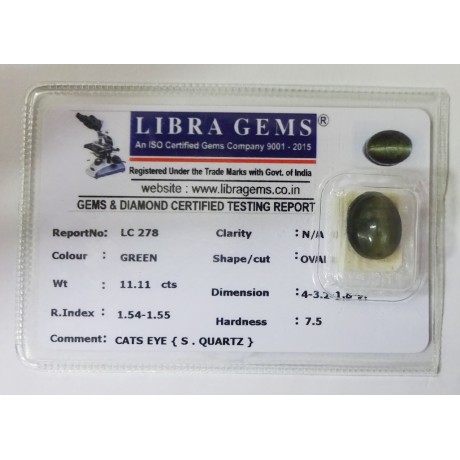 LIBRA GEMS®
An ISO Certified Gems Company 9001 - 2015
Registered Under the Trade Marks with Govt. of India
website : www.libragems.co.in
GEMS & DIAMOND CERTIFIED TESTING REPORT
ReportNo: LC 278 Clarity : N/A
Colour : GREEN Shape/cut : OVAL
Wt : 11.11 cts Dimension :
R.Index : 1.54-1.55 Hardness : 7.5
Comment: CATS EYE { S . QUARTZ }